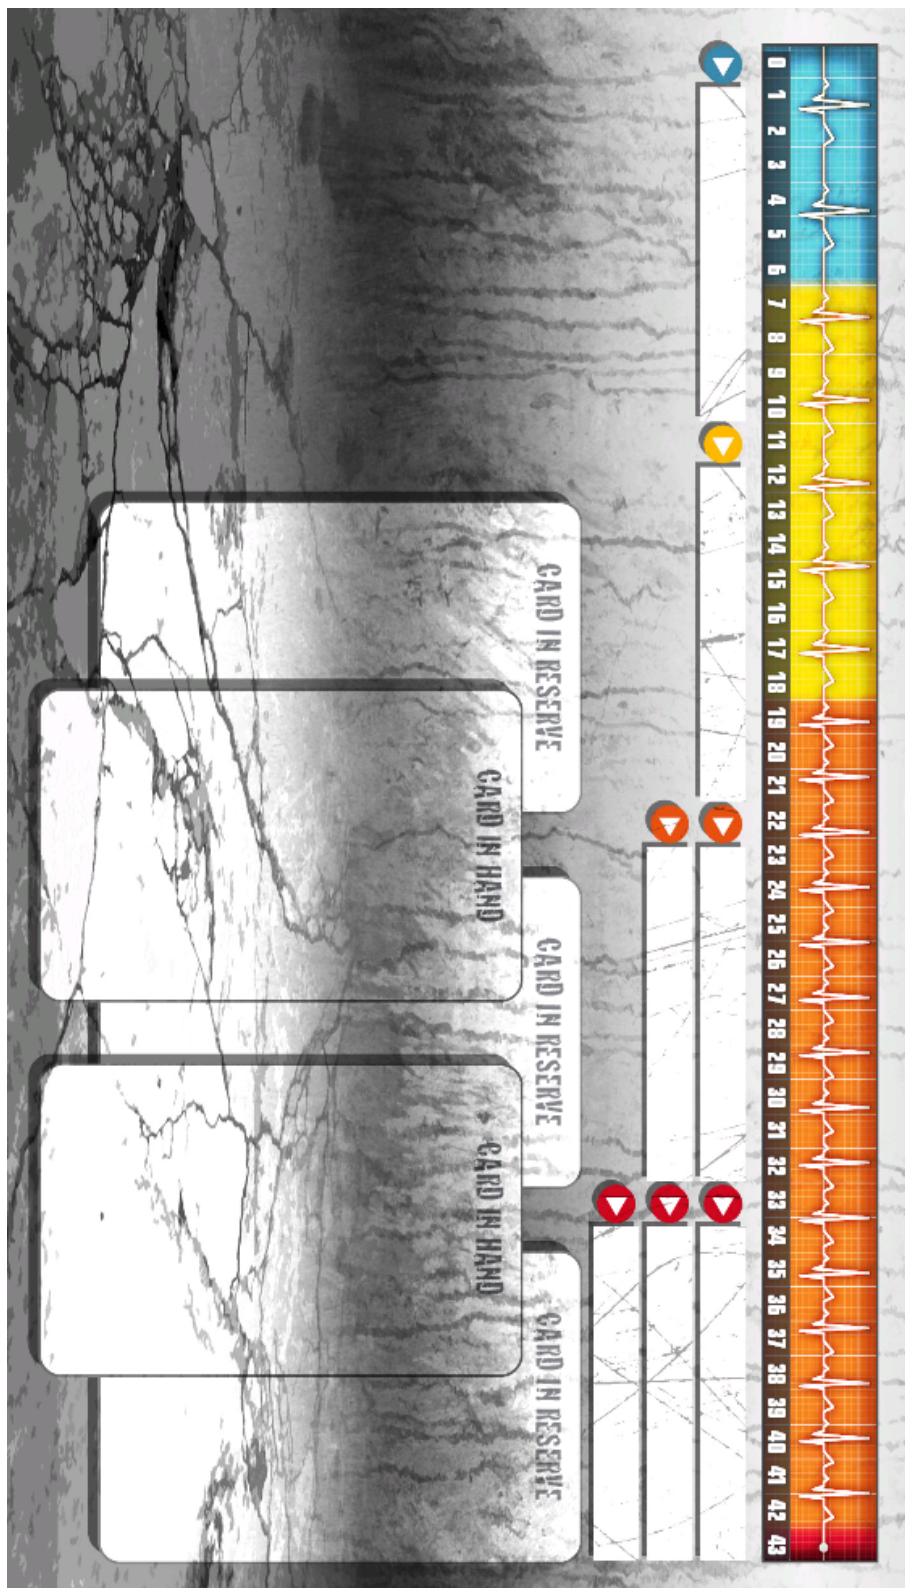 0 1 2 3 4 5 6 7 8 9 10 11 12 13 14 15 16 17 18 19 20 21 22 23 24 25 26 27 28 29 30 31 32 33 34 35 36 37 38 39 40 41 42 43
CARD IN RESERVE
CARD IN RESERVE
CARD IN RESERVE
CARD IN HAND
CARD IN HAND